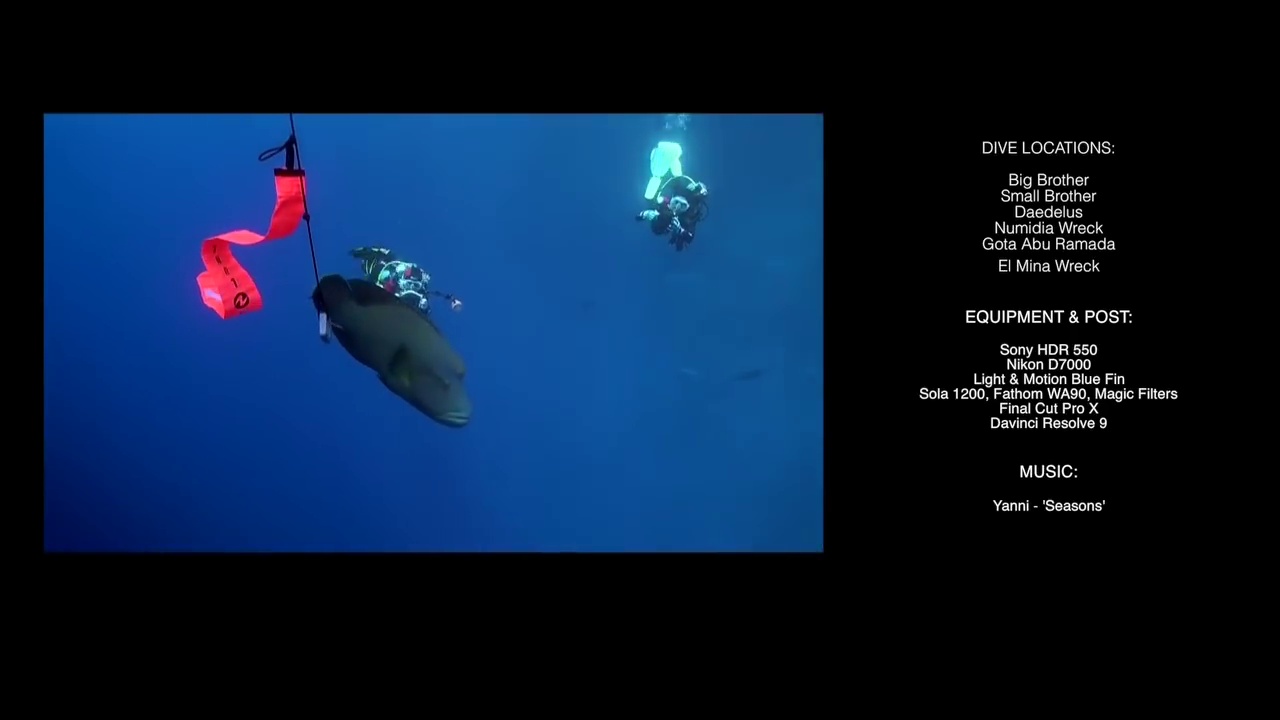 DIVE LOCATIONS:
Big Brother
Small Brother
Daedelus
Numidia Wreck
Gota Abu Ramada
El Mina Wreck
EQUIPMENT & POST:
Sony HDR 550
Nikon D7000
Light & Motion Blue Fin
Sola 1200, Fathom WA90, Magic Filters
Final Cut Pro X
Davinci Resolve 9
MUSIC:
Yanni - 'Seasons'